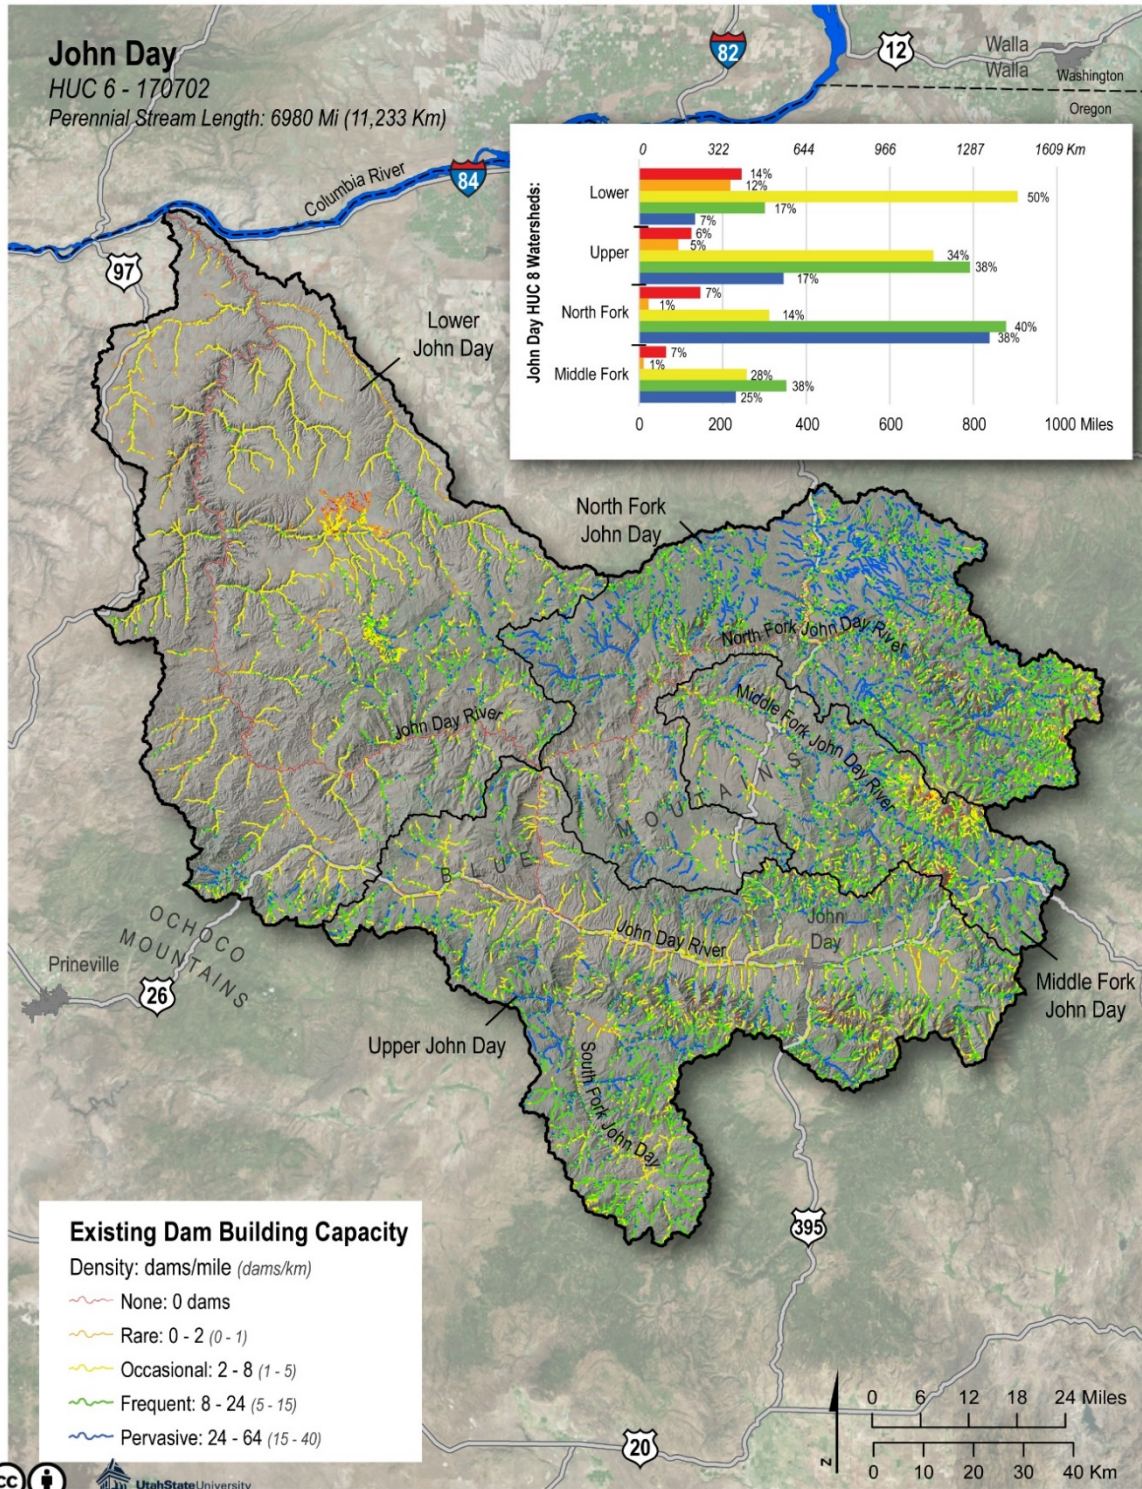 John Day
HUC 6 - 170702
Perennial Stream Length: 6980 Mi (11,233 Km)
82
12
Walla
Walla
Washington
Oregon
Columbia River
84
97
John Day HUC 8 Watersheds:
0 322 644 966 1287 1609 Km
Lower
14%
12%
50%
17%
7%
Upper
6%
5%
34%
38%
17%
North Fork
7%
1%
14%
40%
38%
Middle Fork
7%
1%
28%
38%
25%
0 200 400 600 800 1000 Miles
Lower
John Day
North Fork
John Day
North Fork John Day River
Middle Fork John Day River
John Day River
BLUE MOUTAINS
John
Day
John Day River
OCHOCO
MOUNTAINS
Prineville
26
Middle Fork
John Day
Upper John Day
South Fork John Day
395
20
Existing Dam Building Capacity
Density: dams/mile (dams/km)
None: 0 dams
Rare: 0 - 2 (0 - 1)
Occasional: 2 - 8 (1 - 5)
Frequent: 8 - 24 (5 - 15)
Pervasive: 24 - 64 (15 - 40)
N
0 6 12 18 24 Miles
0 10 20 30 40 Km
cc
UtahStateUniversity